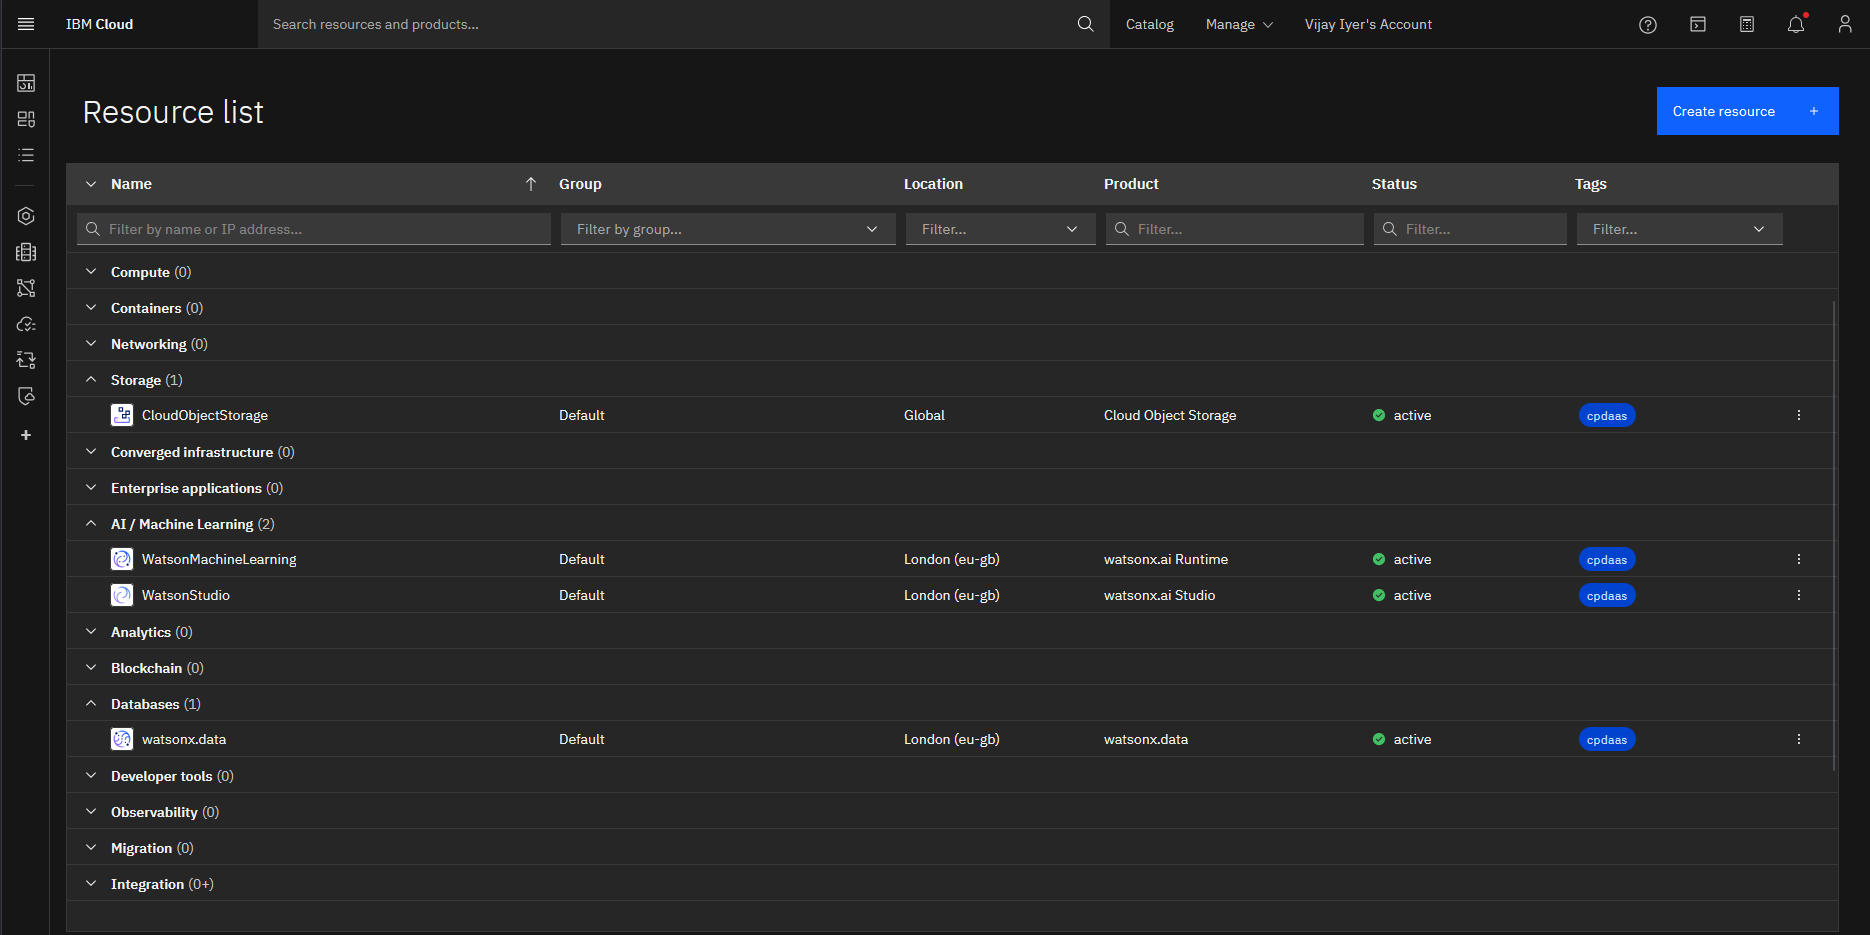 IBM Cloud Search resources and products... Catalog Manage Vijay Iyer's Account
Resource list
Create resource +
Name Group Location Product Status Tags
Filter by name or IP address... Filter by group... Filter... Filter... Filter... Filter...
Compute (0)
Containers (0)
Networking (0)
Storage (1)
CloudObjectStorage Default Global Cloud Object Storage active cpdaas
Converged infrastructure (0)
Enterprise applications (0)
AI / Machine Learning (2)
WatsonMachineLearning Default London (eu-gb) watsonx.ai Runtime active cpdaas
WatsonStudio Default London (eu-gb) watsonx.ai Studio active cpdaas
Analytics (0)
Blockchain (0)
Databases (1)
watsonx.data Default London (eu-gb) watsonx.data active cpdaas
Developer tools (0)
Observability (0)
Migration (0)
Integration (0+)